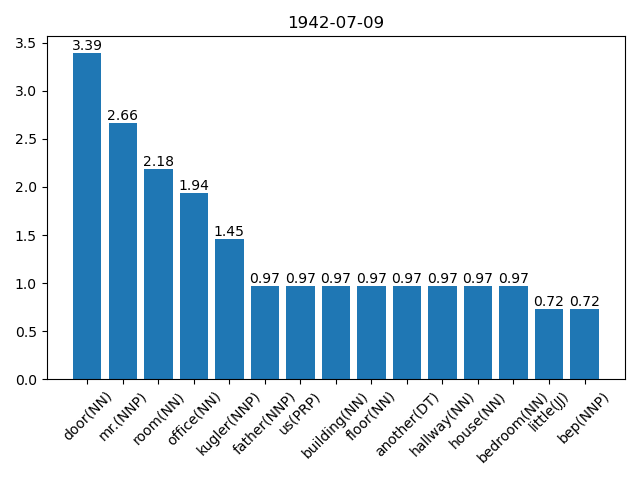 1942-07-09
3.5
3.0
2.5
2.0
1.5
1.0
0.5
0.0
3.39
2.66
2.18
1.94
1.45
0.97
0.97
0.97
0.97
0.97
0.97
0.97
0.97
0.72
0.72
door(NN)
mr.(NNP)
room(NN)
office(NN)
kugler(NNP)
father(NNP)
us(PRP)
building(NN)
floor(NN)
another(DT)
hallway(NN)
house(NN)
bedroom(NN)
little(JJ)
bep(NNP)